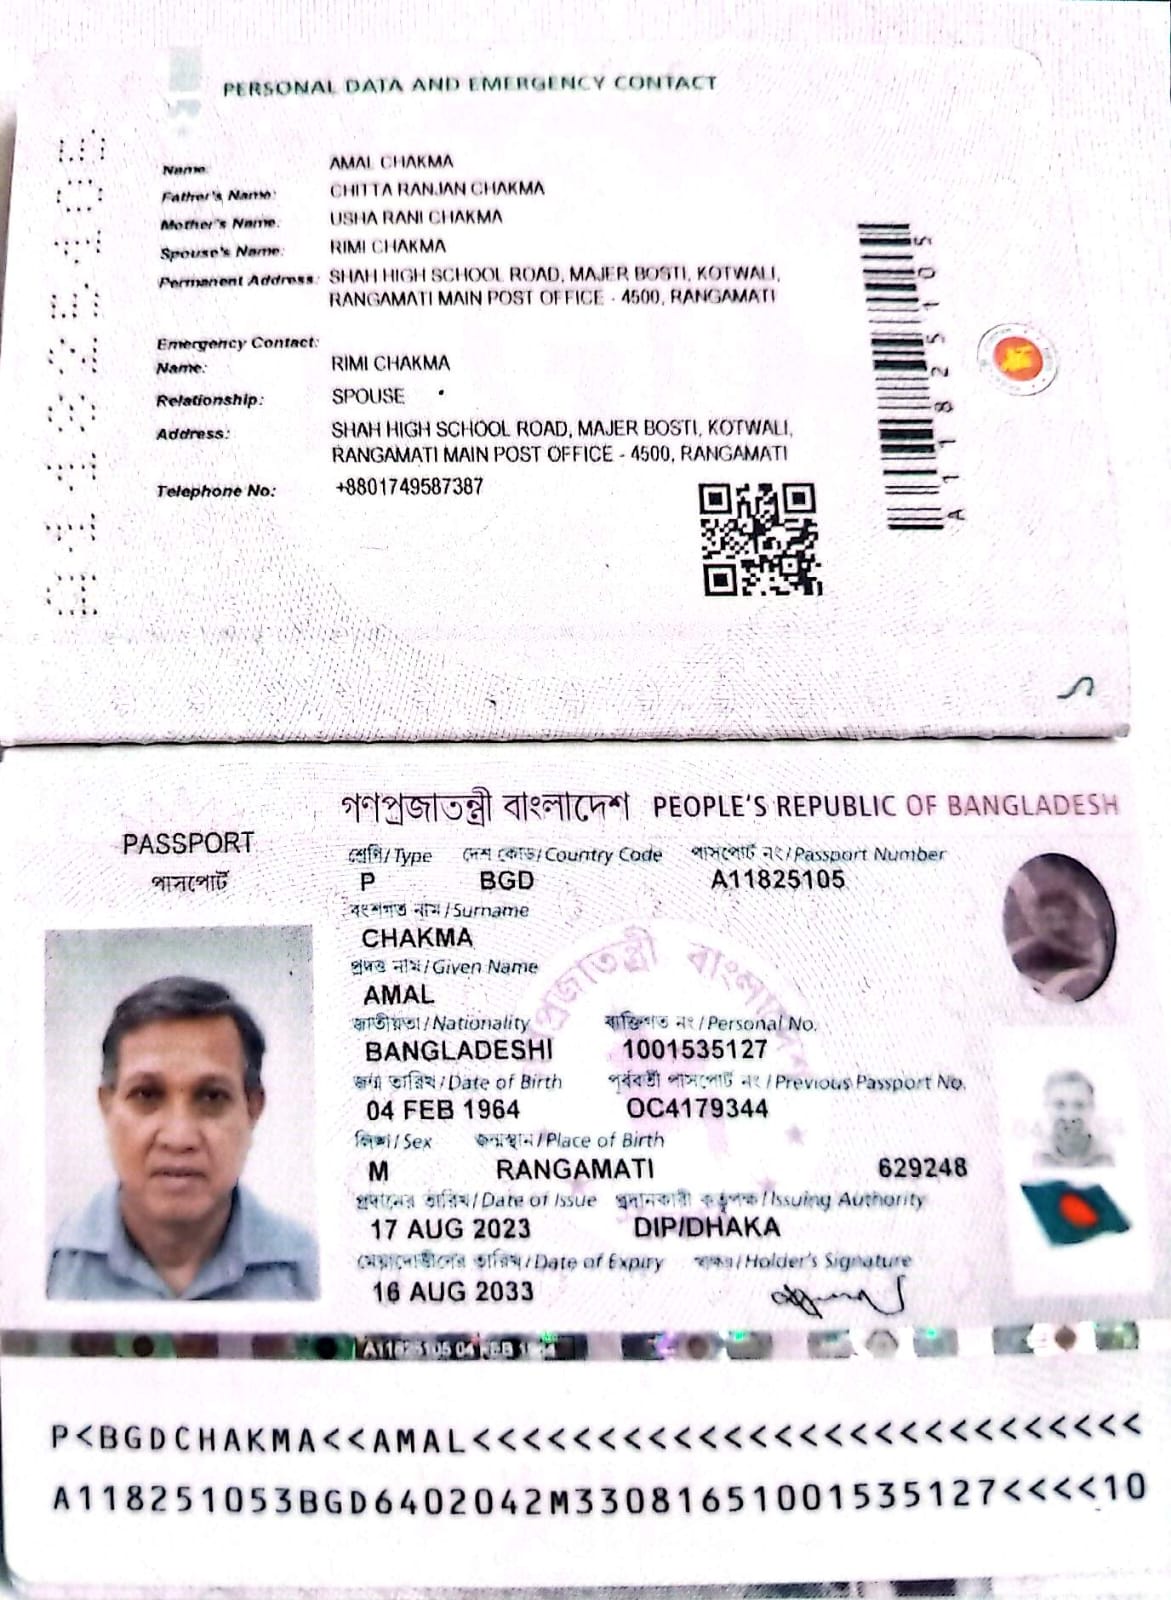 PERSONAL DATA AND EMERGENCY CONTACT
Name: AMAL CHAKMA
Father's Name: CHITTA RANJAN CHAKMA
Mother's Name: USHA RANI CHAKMA
Spouse's Name: RIMI CHAKMA
Permanent Address: SHAH HIGH SCHOOL ROAD, MAJER BOSTI, KOTWALI,
RANGAMATI MAIN POST OFFICE - 4500, RANGAMATI
Emergency Contact:
Name: RIMI CHAKMA
Relationship: SPOUSE
Address: SHAH HIGH SCHOOL ROAD, MAJER BOSTI, KOTWALI,
RANGAMATI MAIN POST OFFICE - 4500, RANGAMATI
Telephone No: +8801749587387
A11825105
গণপ্রজাতন্ত্রী বাংলাদেশ PEOPLE'S REPUBLIC OF BANGLADESH
PASSPORT
পাসপোর্ট
শ্রেণি/Type দেশ কোড/Country Code পাসপোর্ট নং/Passport Number
P BGD A11825105
বংশগত নাম/Surname
CHAKMA
প্রদত্ত নাম/Given Name
AMAL
জাতীয়তা/Nationality ব্যক্তিগত নং/Personal No.
BANGLADESHI 1001535127
জন্ম তারিখ/Date of Birth পূর্ববর্তী পাসপোর্ট নং/Previous Passport No.
04 FEB 1964 OC4179344
লিঙ্গ/Sex জন্মস্থান/Place of Birth
M RANGAMATI 629248
প্রদানের তারিখ/Date of Issue প্রদানকারী কর্তৃপক্ষ/Issuing Authority
17 AUG 2023 DIP/DHAKA
মেয়াদোত্তীর্ণের তারিখ/Date of Expiry স্বাক্ষর/Holder's Signature
16 AUG 2033
P<BGDCHAKMA<<AMAL<<<<<<<<<<<<<<<<<<<<<<<<<<<
A118251053BGD6402042M33081651001535127<<<<10